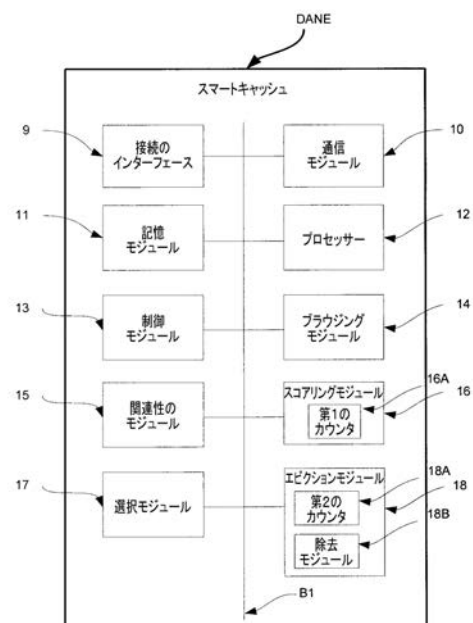 DANE
スマートキャッシュ
9
接続の
インターフェース
通信
モジュール
10
11
記憶
モジュール
プロセッサー
12
13
制御
モジュール
ブラウジング
モジュール
14
15
関連性の
モジュール
スコアリングモジュール
第1の
カウンタ
16A
16
17
選択モジュール
エビクションモジュール
第2の
カウンタ
18A
18
除去
モジュール
18B
B1